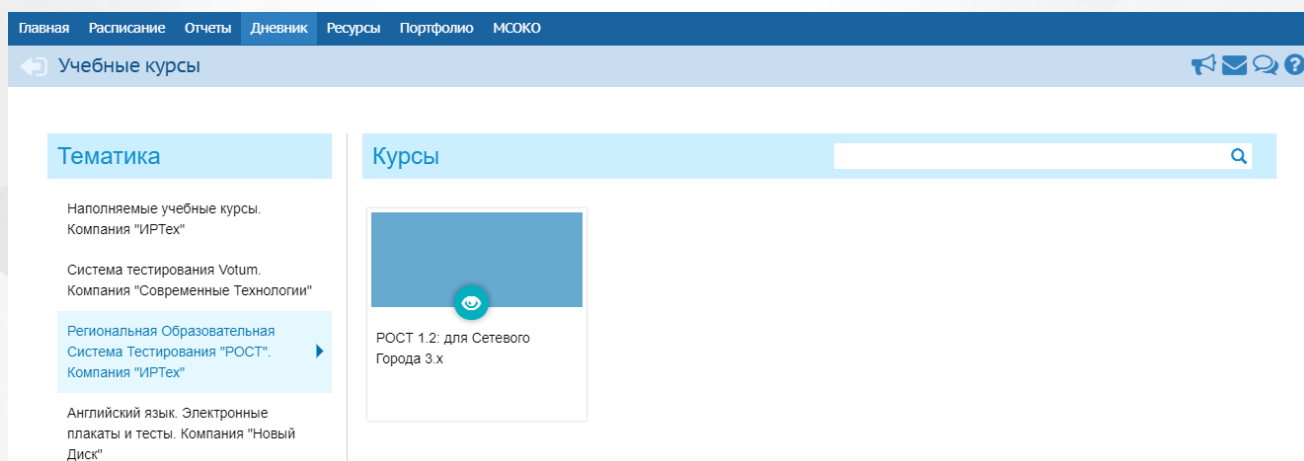 Главная Расписание Отчеты Дневник Ресурсы Портфолио МСОКО
Учебные курсы
Тематика
Наполняемые учебные курсы.
Компания "ИРТех"
Система тестирования Votum.
Компания "Современные Технологии"
Региональная Образовательная
Система Тестирования "РОСТ".
Компания "ИРТех"
Английский язык. Электронные
плакаты и тесты. Компания "Новый
Диск"
Курсы
РОСТ 1.2: для Сетевого
Города 3.x